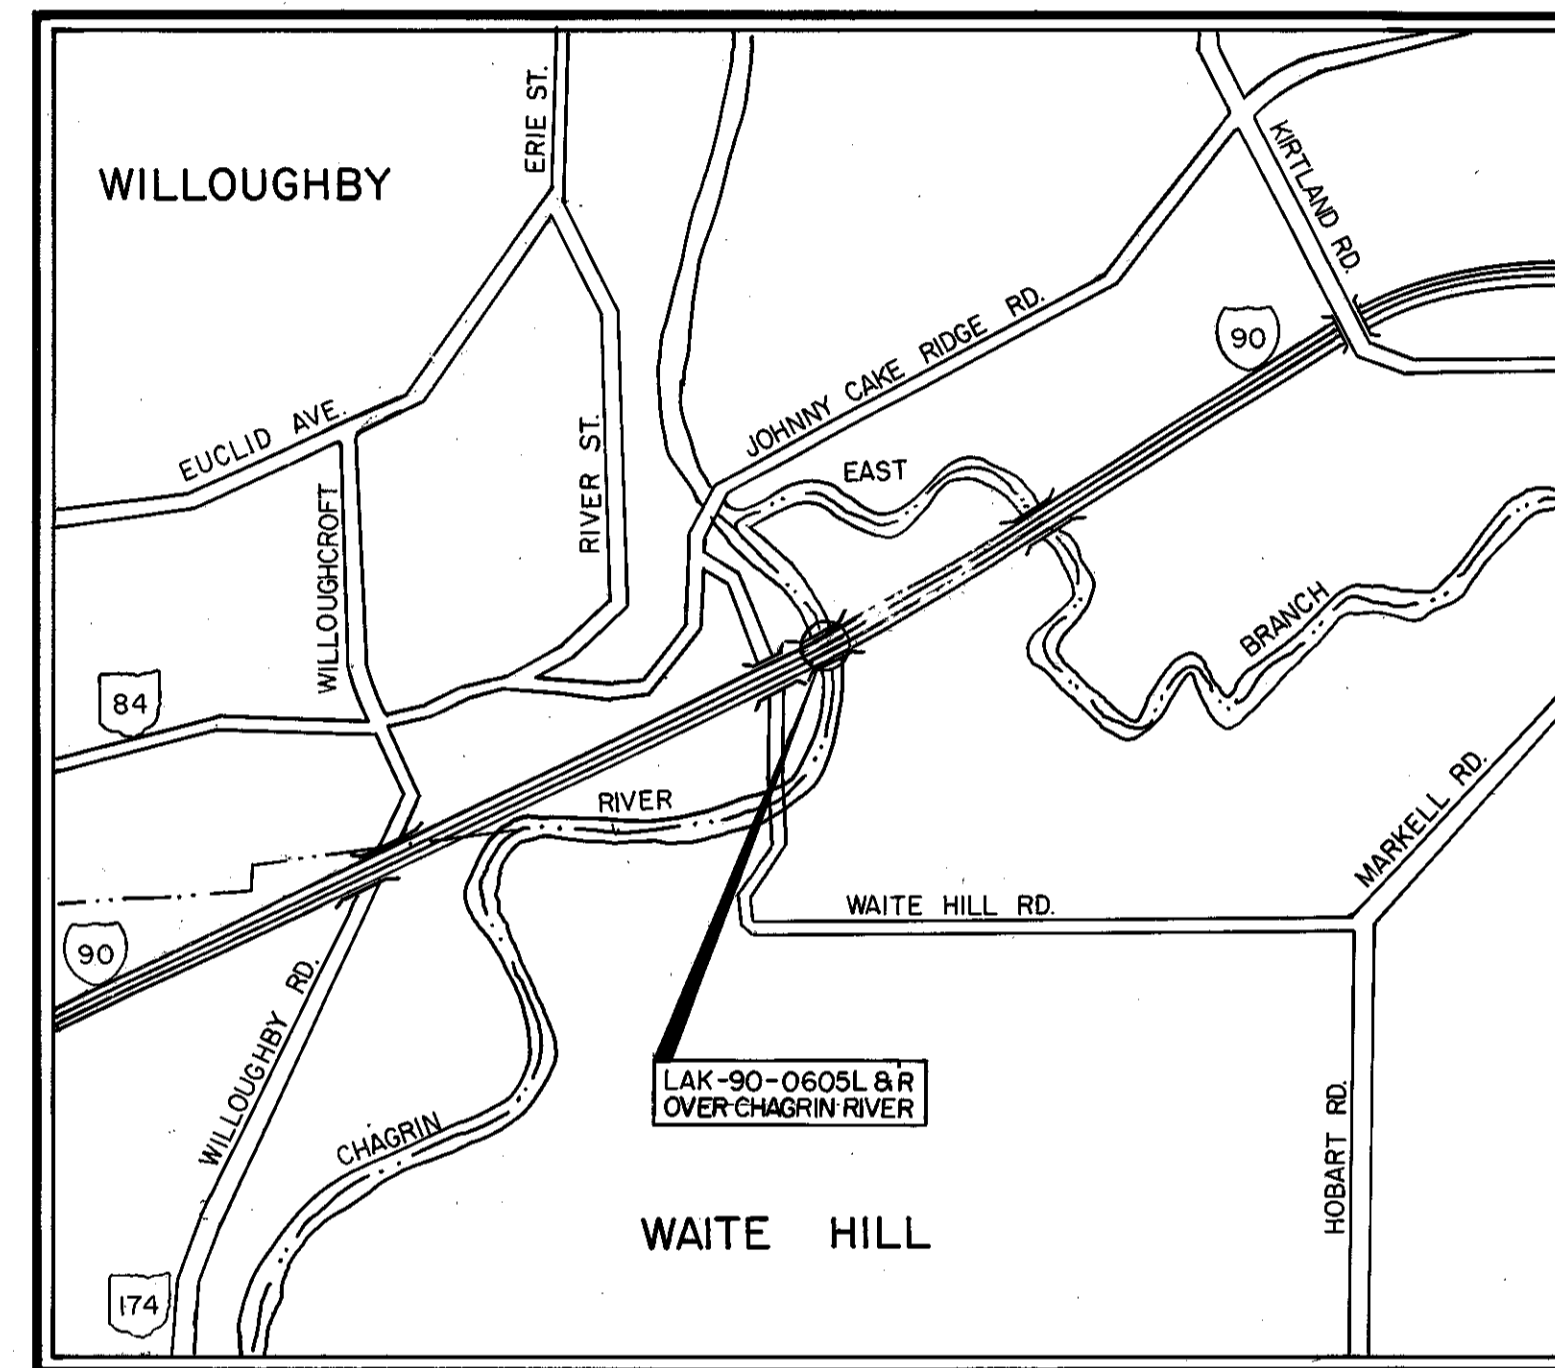 WILLOUGHBY
ERIE ST.
KIRTLAND RD.
JOHNNY CAKE RIDGE RD.
90
EUCLID AVE.
RIVER ST.
EAST
WILLOUGHCROFT
BRANCH
84
RIVER
MARKELL RD.
WAITE HILL RD.
90
WILLOUGHBY RD.
LAK-90-0605L & R
OVER CHAGRIN RIVER
CHAGRIN
HOBART RD.
WAITE HILL
174